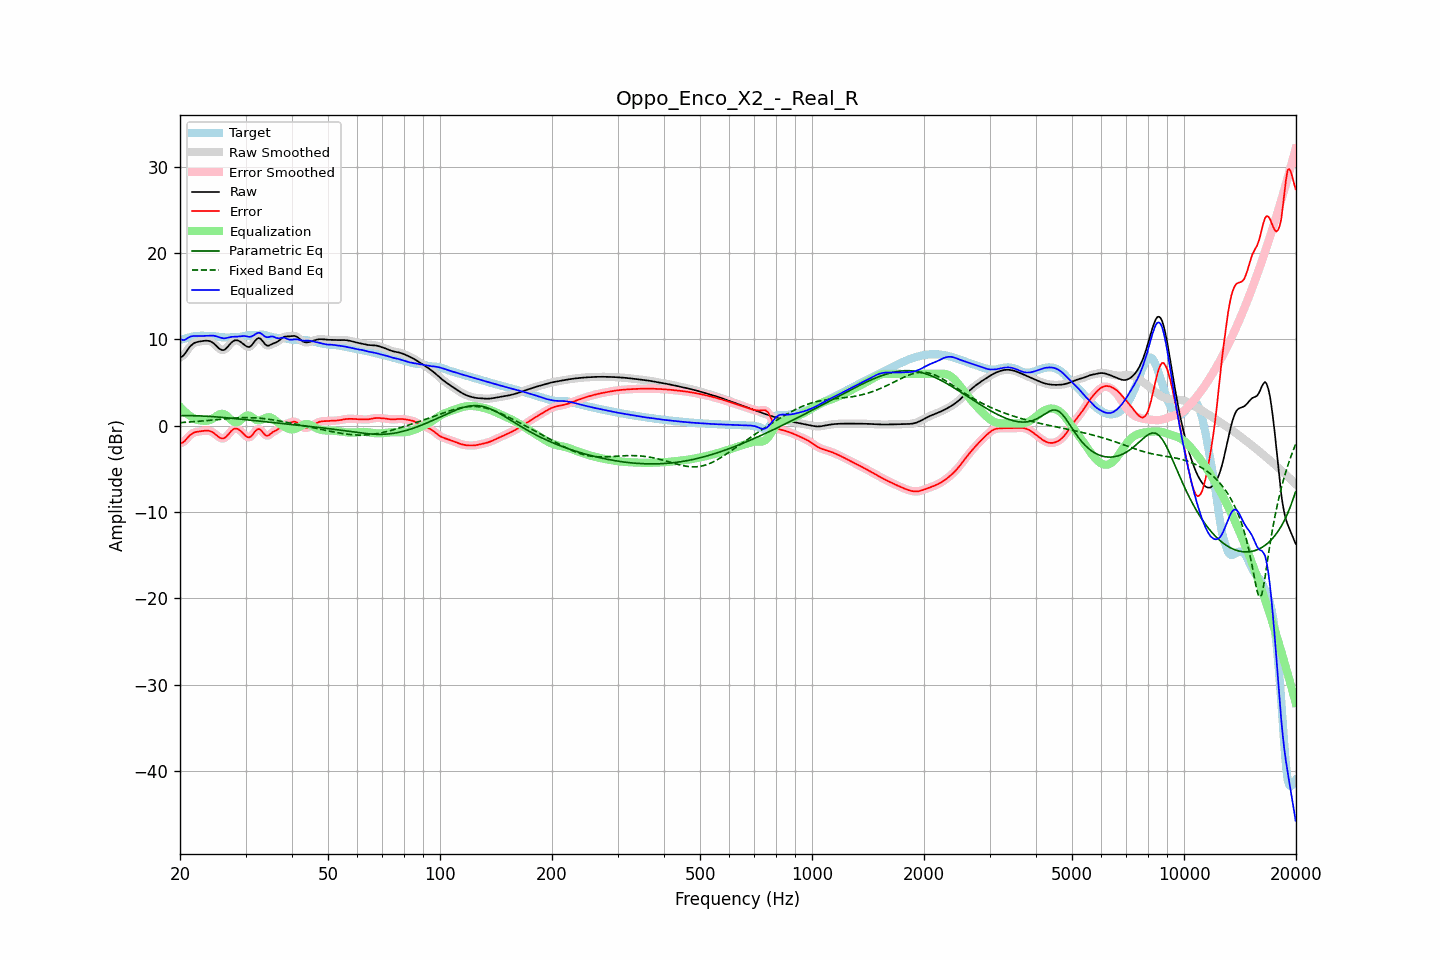 Oppo_Enco_X2_-_Real_R
Target
Raw Smoothed
Error Smoothed
Raw
Error
Equalization
Parametric Eq
Fixed Band Eq
Equalized
30
20
10
0
−10
−20
−30
−40
Amplitude (dBr)
20
50
100
200
500
1000
2000
5000
10000
20000
Frequency (Hz)